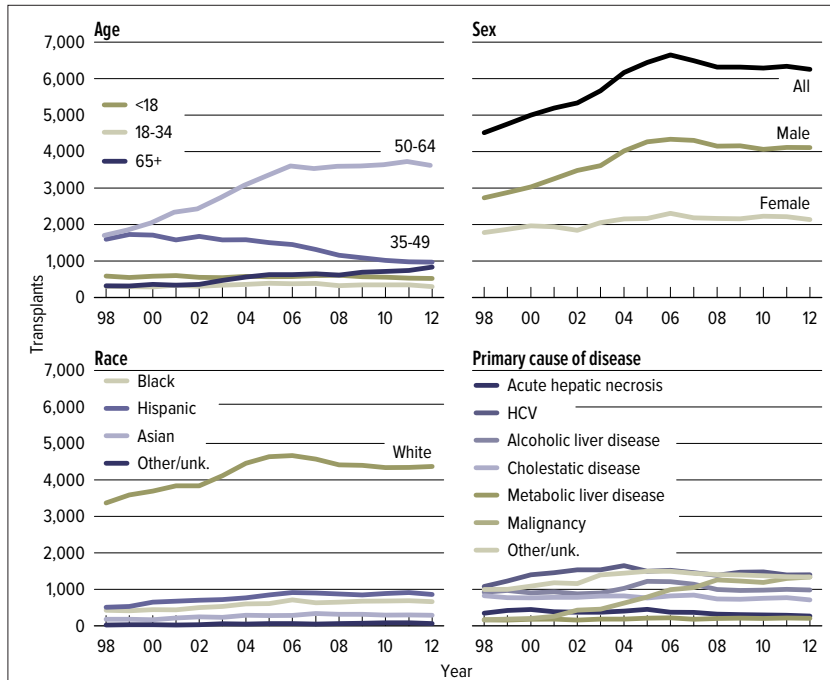 Age
7,000
6,000
5,000
4,000
3,000
2,000
1,000
0
<18
18-34
65+
50-64
35-49
98 00 02 04 06 08 10 12
Sex
All
Male
Female
98 00 02 04 06 08 10 12
Transplants
Race
7,000
6,000
5,000
4,000
3,000
2,000
1,000
0
Black
Hispanic
Asian
Other/unk.
White
98 00 02 04 06 08 10 12
Primary cause of disease
Acute hepatic necrosis
HCV
Alcoholic liver disease
Cholestatic disease
Metabolic liver disease
Malignancy
Other/unk.
98 00 02 04 06 08 10 12
Year